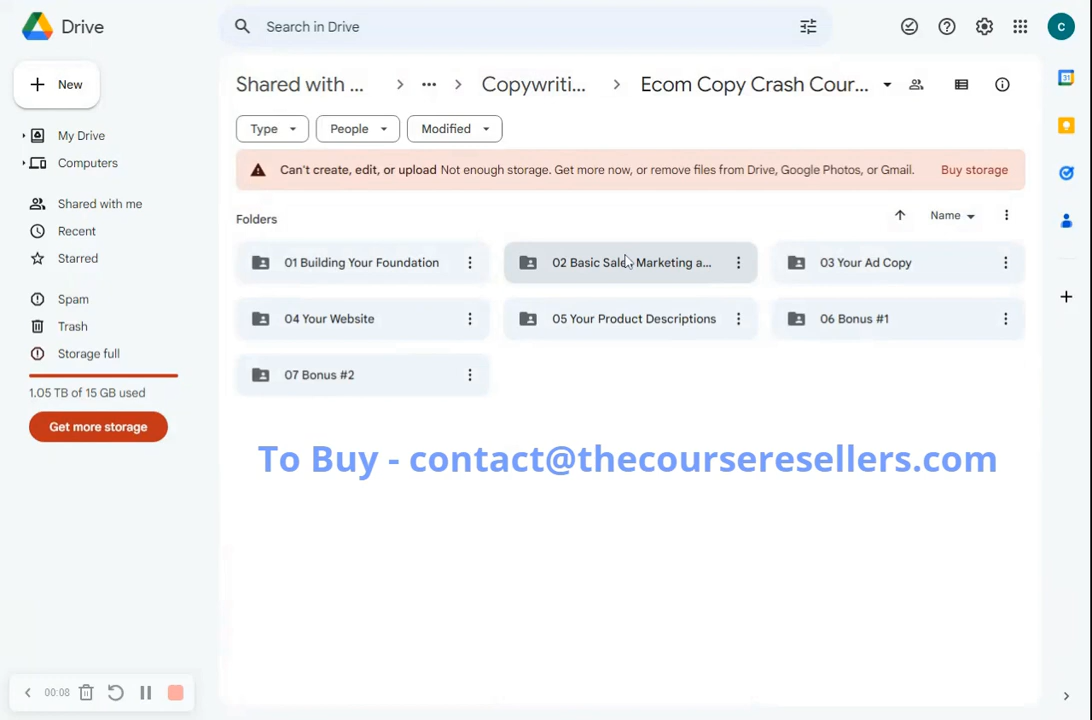 Drive
Search in Drive
C
New
My Drive
Computers
Shared with me
Recent
Starred
Spam
Trash
Storage full
1.05 TB of 15 GB used
Get more storage
Shared with ...
Copywriti...
Ecom Copy Crash Cour...
Type
People
Modified
Can't create, edit, or upload Not enough storage. Get more now, or remove files from Drive, Google Photos, or Gmail.
Buy storage
Folders
Name
01 Building Your Foundation
02 Basic Sales Marketing a...
03 Your Ad Copy
04 Your Website
05 Your Product Descriptions
06 Bonus #1
07 Bonus #2
To Buy - contact@thecourseresellers.com
00:08
31